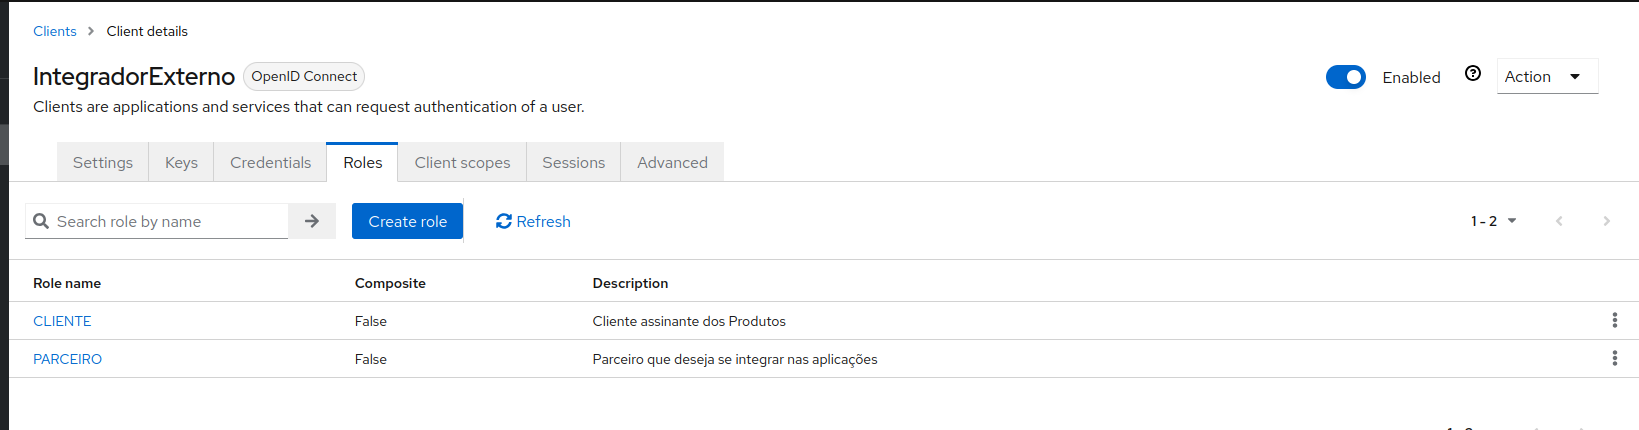 Clients > Client details
IntegradorExterno OpenID Connect
Enabled ? Action
Clients are applications and services that can request authentication of a user.
Settings Keys Credentials Roles Client scopes Sessions Advanced
Search role by name Create role Refresh 1 - 2
Role name Composite Description
CLIENTE False Cliente assinante dos Produtos
PARCEIRO False Parceiro que deseja se integrar nas aplicações